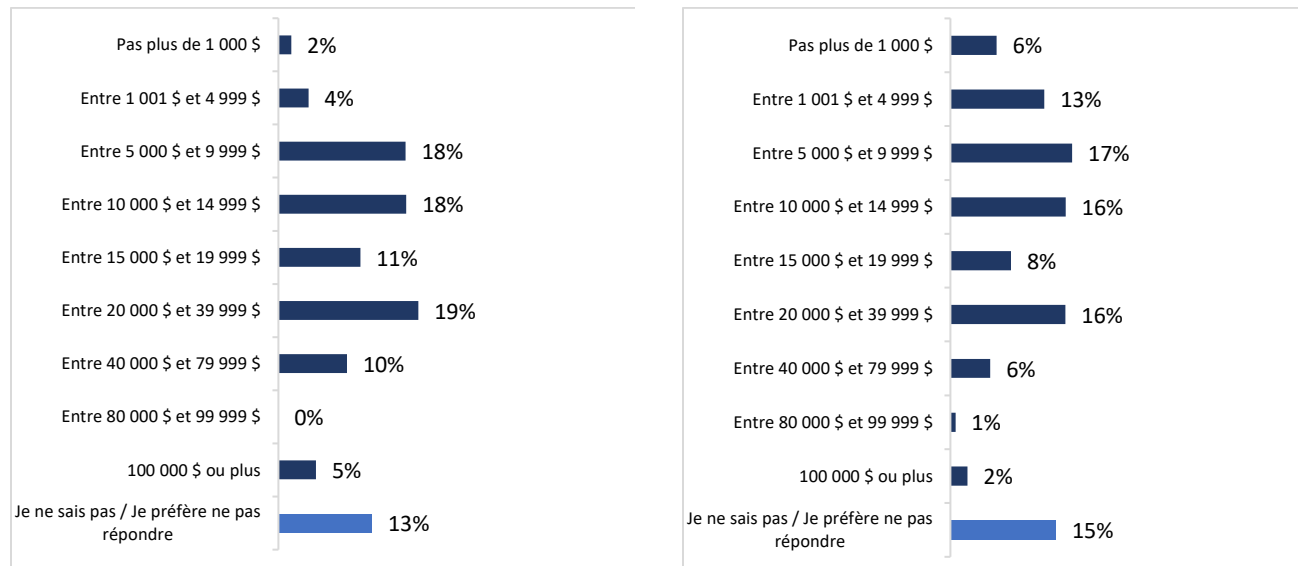 Pas plus de 1 000 $ 2%
Entre 1 001 $ et 4 999 $ 4%
Entre 5 000 $ et 9 999 $ 18%
Entre 10 000 $ et 14 999 $ 18%
Entre 15 000 $ et 19 999 $ 11%
Entre 20 000 $ et 39 999 $ 19%
Entre 40 000 $ et 79 999 $ 10%
Entre 80 000 $ et 99 999 $ 0%
100 000 $ ou plus 5%
Je ne sais pas / Je préfère ne pas
répondre 13%
Pas plus de 1 000 $ 6%
Entre 1 001 $ et 4 999 $ 13%
Entre 5 000 $ et 9 999 $ 17%
Entre 10 000 $ et 14 999 $ 16%
Entre 15 000 $ et 19 999 $ 8%
Entre 20 000 $ et 39 999 $ 16%
Entre 40 000 $ et 79 999 $ 6%
Entre 80 000 $ et 99 999 $ 1%
100 000 $ ou plus 2%
Je ne sais pas / Je préfère ne pas
répondre 15%